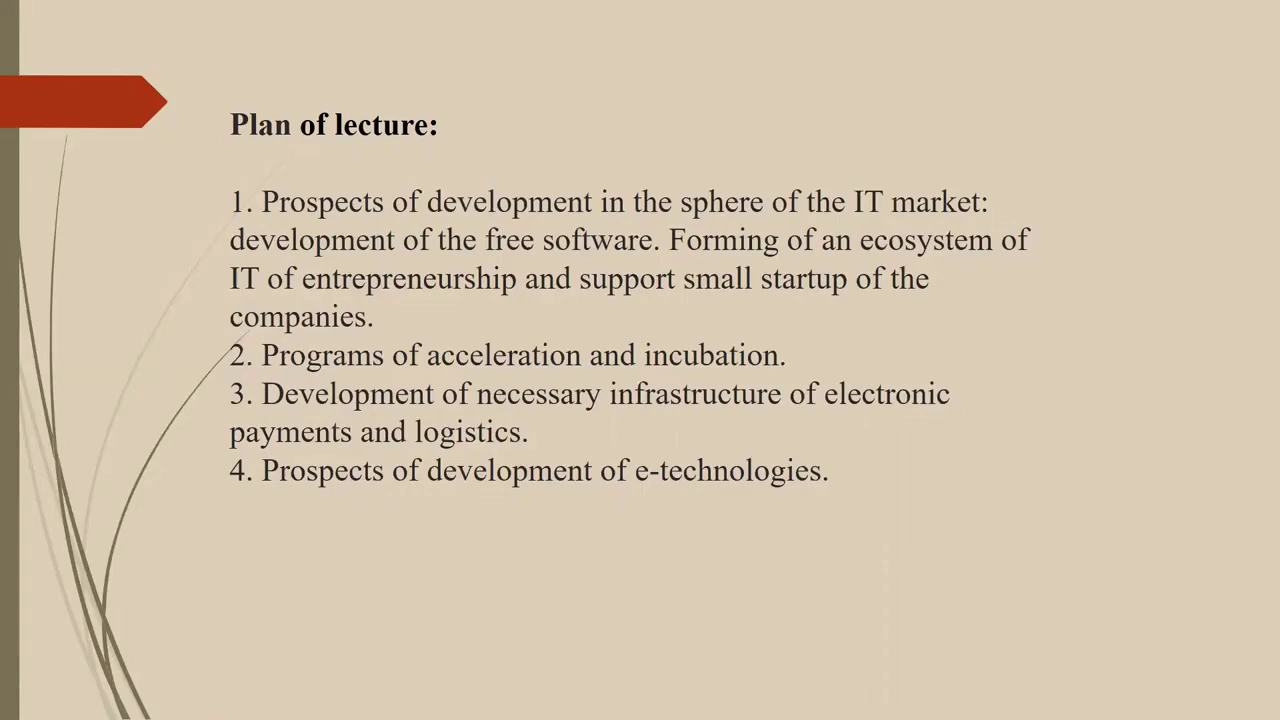 Plan of lecture:
1. Prospects of development in the sphere of the IT market:
development of the free software. Forming of an ecosystem of
IT of entrepreneurship and support small startup of the
companies.
2. Programs of acceleration and incubation.
3. Development of necessary infrastructure of electronic
payments and logistics.
4. Prospects of development of e-technologies.